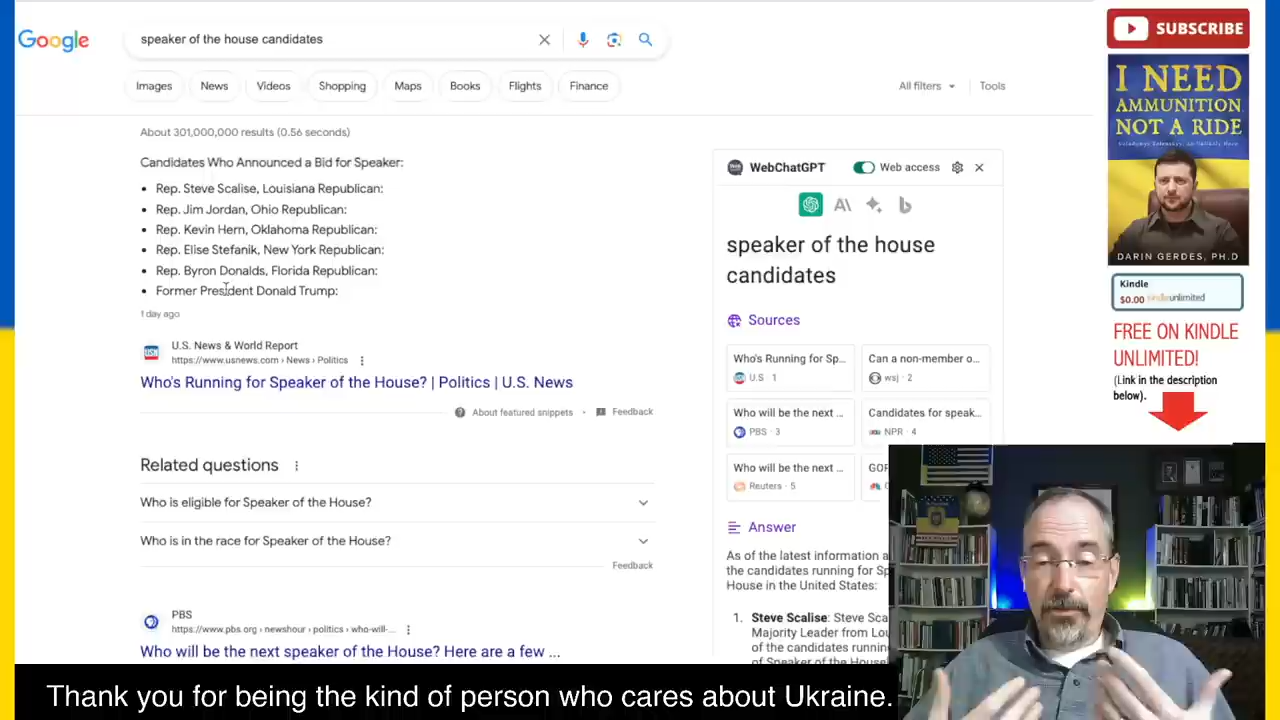 Google
speaker of the house candidates
Images
News
Videos
Shopping
Maps
Books
Flights
Finance
All filters
Tools
About 301,000,000 results (0.56 seconds)
Candidates Who Announced a Bid for Speaker:
Rep. Steve Scalise, Louisiana Republican:
Rep. Jim Jordan, Ohio Republican:
Rep. Kevin Hern, Oklahoma Republican:
Rep. Elise Stefanik, New York Republican:
Rep. Byron Donalds, Florida Republican:
Former President Donald Trump:
1 day ago
U.S. News & World Report
https://www.usnews.com › News › Politics
Who's Running for Speaker of the House? | Politics | U.S. News
About featured snippets
Feedback
Related questions
Who is eligible for Speaker of the House?
Who is in the race for Speaker of the House?
Feedback
PBS
https://www.pbs.org › newshour › politics › who-will-...
Who will be the next speaker of the House? Here are a few ...
WebChatGPT
Web access
speaker of the house
candidates
Sources
Who's Running for Sp...
U.S · 1
Can a non-member o...
wsj · 2
Who will be the next ...
PBS · 3
Candidates for speak...
NPR · 4
Who will be the next ...
Reuters · 5
Answer
As of the latest information a
the candidates running for Sp
House in the United States:
1. Steve Scalise: Steve Sca
Majority Leader from Lou
of the candidates running
of Speaker of the House
SUBSCRIBE
I NEED
AMMUNITION
NOT A RIDE
DARIN GERDES, PH.D
Kindle
$0.00 kindleunlimited
FREE ON KINDLE
UNLIMITED!
(Link in the description
below).
Thank you for being the kind of person who cares about Ukraine.